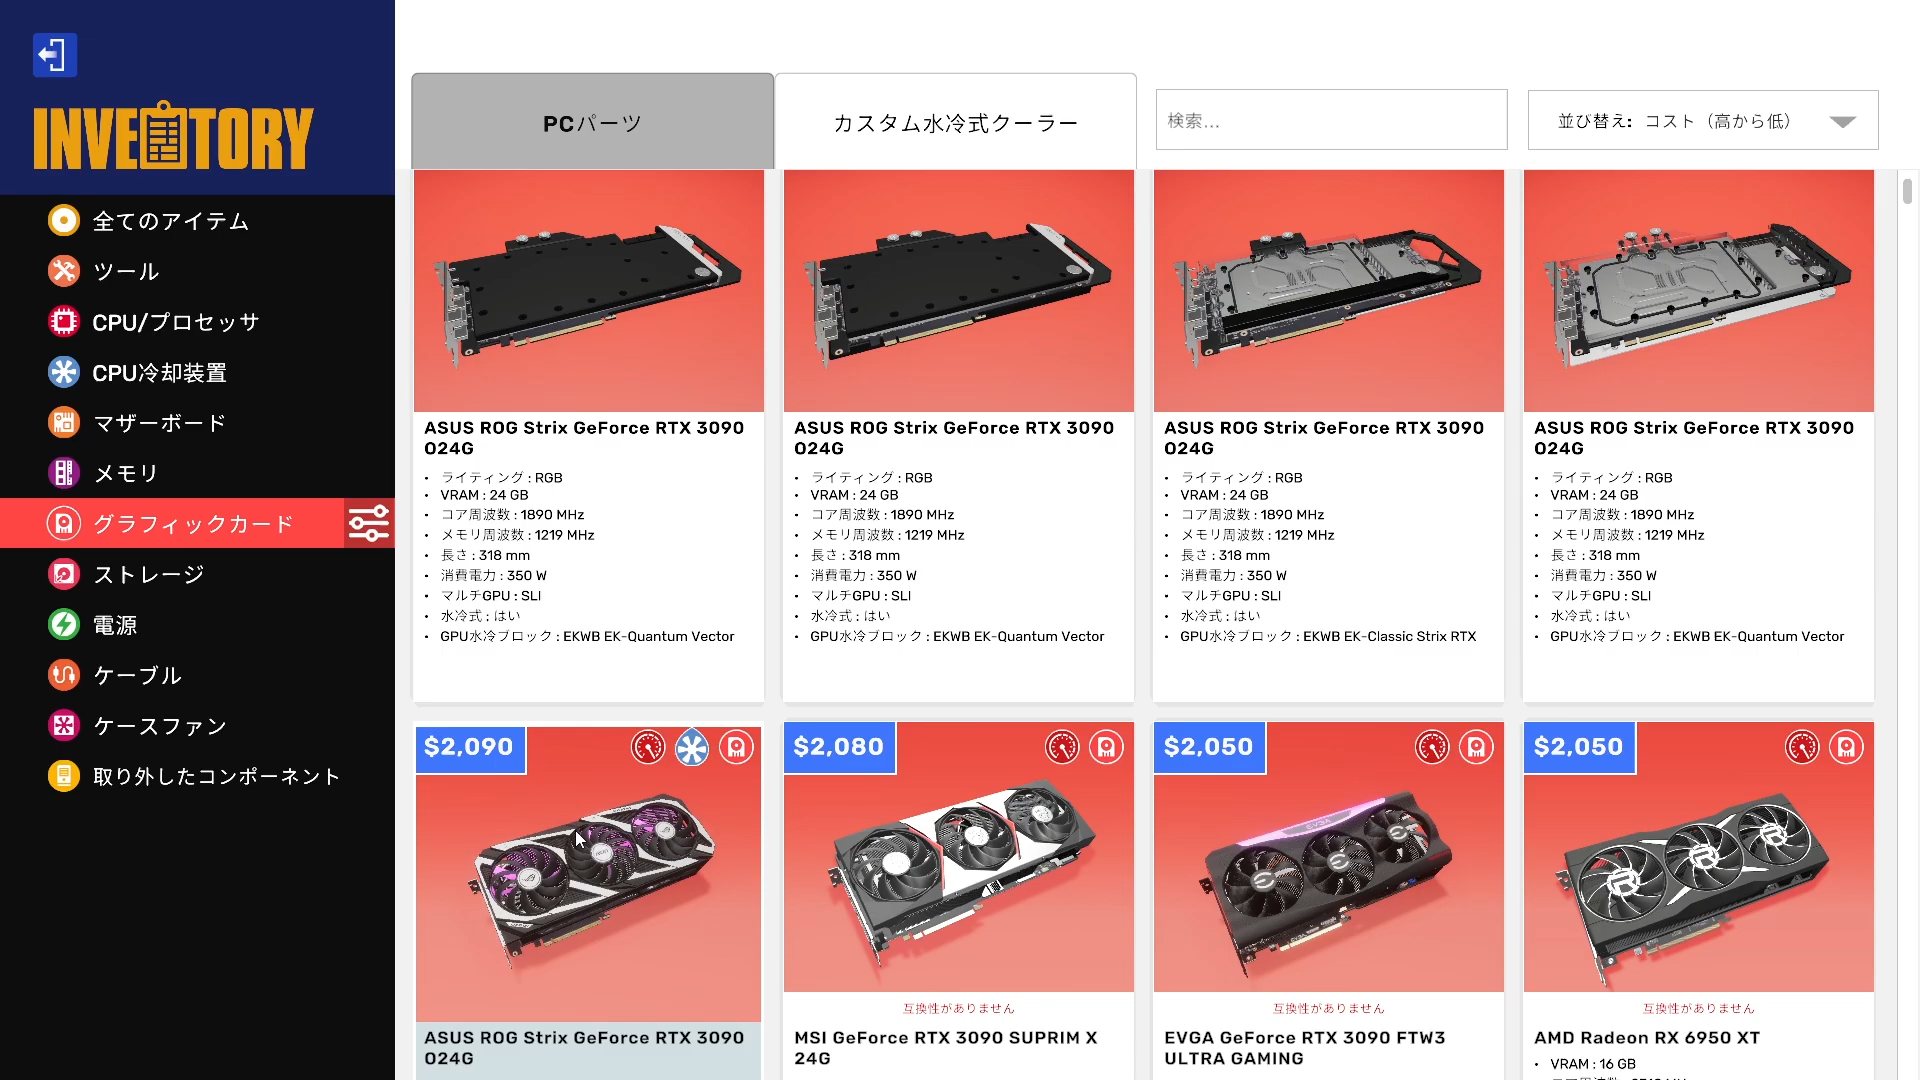 INVENTORY
全てのアイテム
ツール
CPU/プロセッサ
CPU冷却装置
マザーボード
メモリ
グラフィックカード
ストレージ
電源
ケーブル
ケースファン
取り外したコンポーネント
PCパーツ
カスタム水冷式クーラー
検索...
並び替え: コスト（高から低）
ASUS ROG Strix GeForce RTX 3090
O24G
• ライティング : RGB
• VRAM : 24 GB
• コア周波数 : 1890 MHz
• メモリ周波数 : 1219 MHz
• 長さ : 318 mm
• 消費電力 : 350 W
• マルチGPU : SLI
• 水冷式 : はい
• GPU水冷ブロック : EKWB EK-Quantum Vector
ASUS ROG Strix GeForce RTX 3090
O24G
• ライティング : RGB
• VRAM : 24 GB
• コア周波数 : 1890 MHz
• メモリ周波数 : 1219 MHz
• 長さ : 318 mm
• 消費電力 : 350 W
• マルチGPU : SLI
• 水冷式 : はい
• GPU水冷ブロック : EKWB EK-Quantum Vector
ASUS ROG Strix GeForce RTX 3090
O24G
• ライティング : RGB
• VRAM : 24 GB
• コア周波数 : 1890 MHz
• メモリ周波数 : 1219 MHz
• 長さ : 318 mm
• 消費電力 : 350 W
• マルチGPU : SLI
• 水冷式 : はい
• GPU水冷ブロック : EKWB EK-Classic Strix RTX
ASUS ROG Strix GeForce RTX 3090
O24G
• ライティング : RGB
• VRAM : 24 GB
• コア周波数 : 1890 MHz
• メモリ周波数 : 1219 MHz
• 長さ : 318 mm
• 消費電力 : 350 W
• マルチGPU : SLI
• 水冷式 : はい
• GPU水冷ブロック : EKWB EK-Quantum Vector
$2,090
ASUS ROG Strix GeForce RTX 3090
O24G
$2,080
互換性がありません
MSI GeForce RTX 3090 SUPRIM X
24G
$2,050
EVGA
互換性がありません
EVGA GeForce RTX 3090 FTW3
ULTRA GAMING
$2,050
互換性がありません
AMD Radeon RX 6950 XT
• VRAM : 16 GB